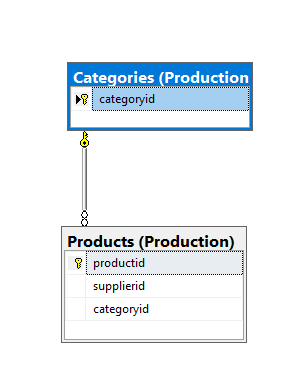 Categories (Production
categoryid
Products (Production)
productid
supplierid
categoryid